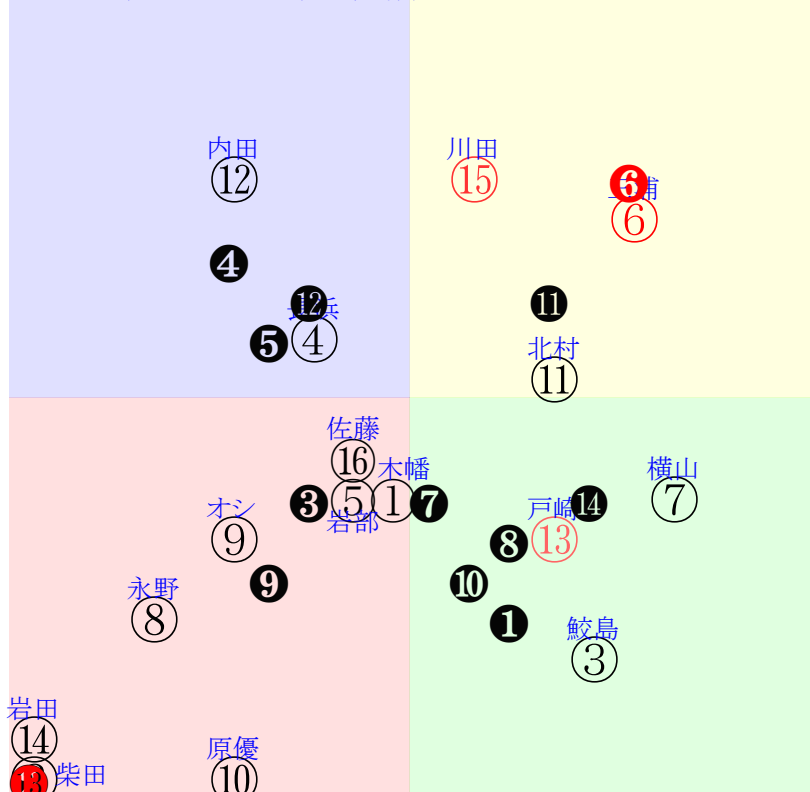 内田
⑫
川田
⑮
❻
⑥
❹
⓬
④
❺
⓫
北村
⑪
佐藤
⑯
木幡
❸
⑤
①
❼
岩部
オシ
⑨
戸崎
⓮
⑬
❽
横山
⑦
❾
❿
永野
⑧
❶
鮫島
③
岩田
⑭
柴田
⓭
原優
⑩